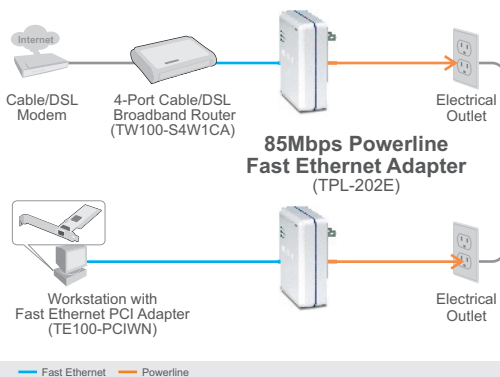 Internet
Cable/DSL
Modem
4-Port Cable/DSL
Broadband Router
(TW100-S4W1CA)
Electrical
Outlet
85Mbps Powerline
Fast Ethernet Adapter
(TPL-202E)
Workstation with
Fast Ethernet PCI Adapter
(TE100-PCIWN)
Electrical
Outlet
Fast Ethernet
Powerline